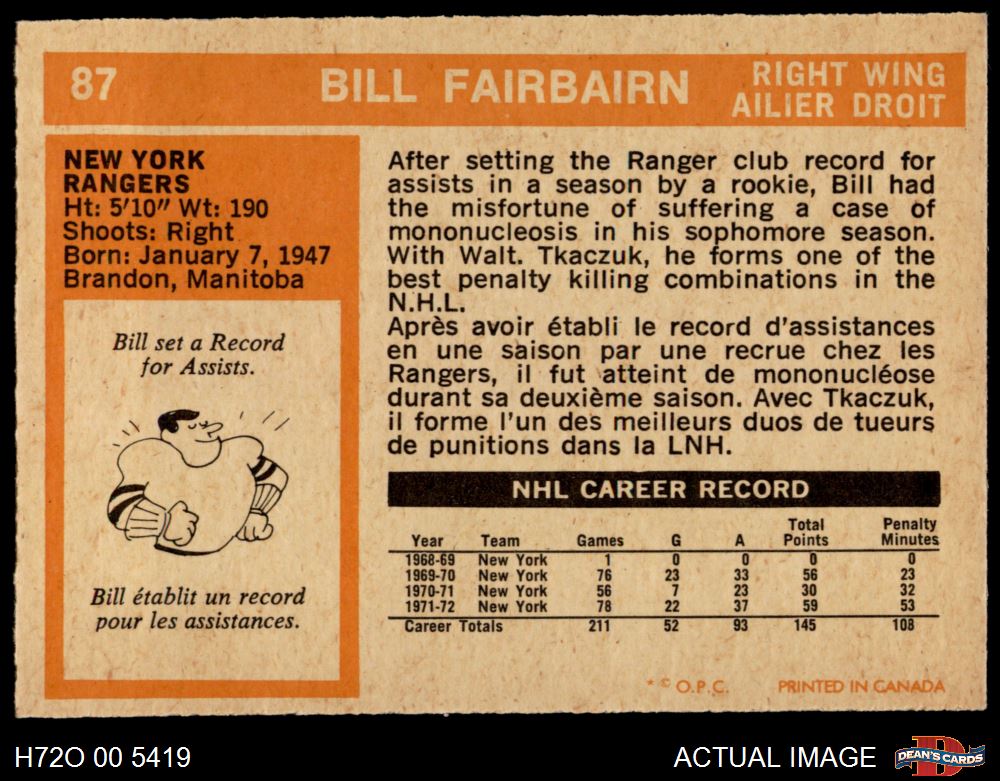 87
BILL FAIRBAIRN
RIGHT WING
AILIER DROIT
NEW YORK
RANGERS
Ht: 5'10" Wt: 190
Shoots: Right
Born: January 7, 1947
Brandon, Manitoba
Bill set a Record
for Assists.
Bill établit un record
pour les assistances.
After setting the Ranger club record for
assists in a season by a rookie, Bill had
the misfortune of suffering a case of
mononucleosis in his sophomore season.
With Walt. Tkaczuk, he forms one of the
best penalty killing combinations in the
N.H.L.
Après avoir établi le record d'assistances
en une saison par une recrue chez les
Rangers, il fut atteint de mononucléose
durant sa deuxième saison. Avec Tkaczuk,
il forme l'un des meilleurs duos de tueurs
de punitions dans la LNH.
NHL CAREER RECORD
Year Team Games G A Total Points Penalty Minutes
1968-69 New York 1 0 0 0 0
1969-70 New York 76 23 33 56 23
1970-71 New York 56 7 23 30 32
1971-72 New York 78 22 37 59 53
Career Totals 211 52 93 145 108
* © O.P.C. PRINTED IN CANADA
H72O 00 5419
ACTUAL IMAGE
DEAN'S CARDS